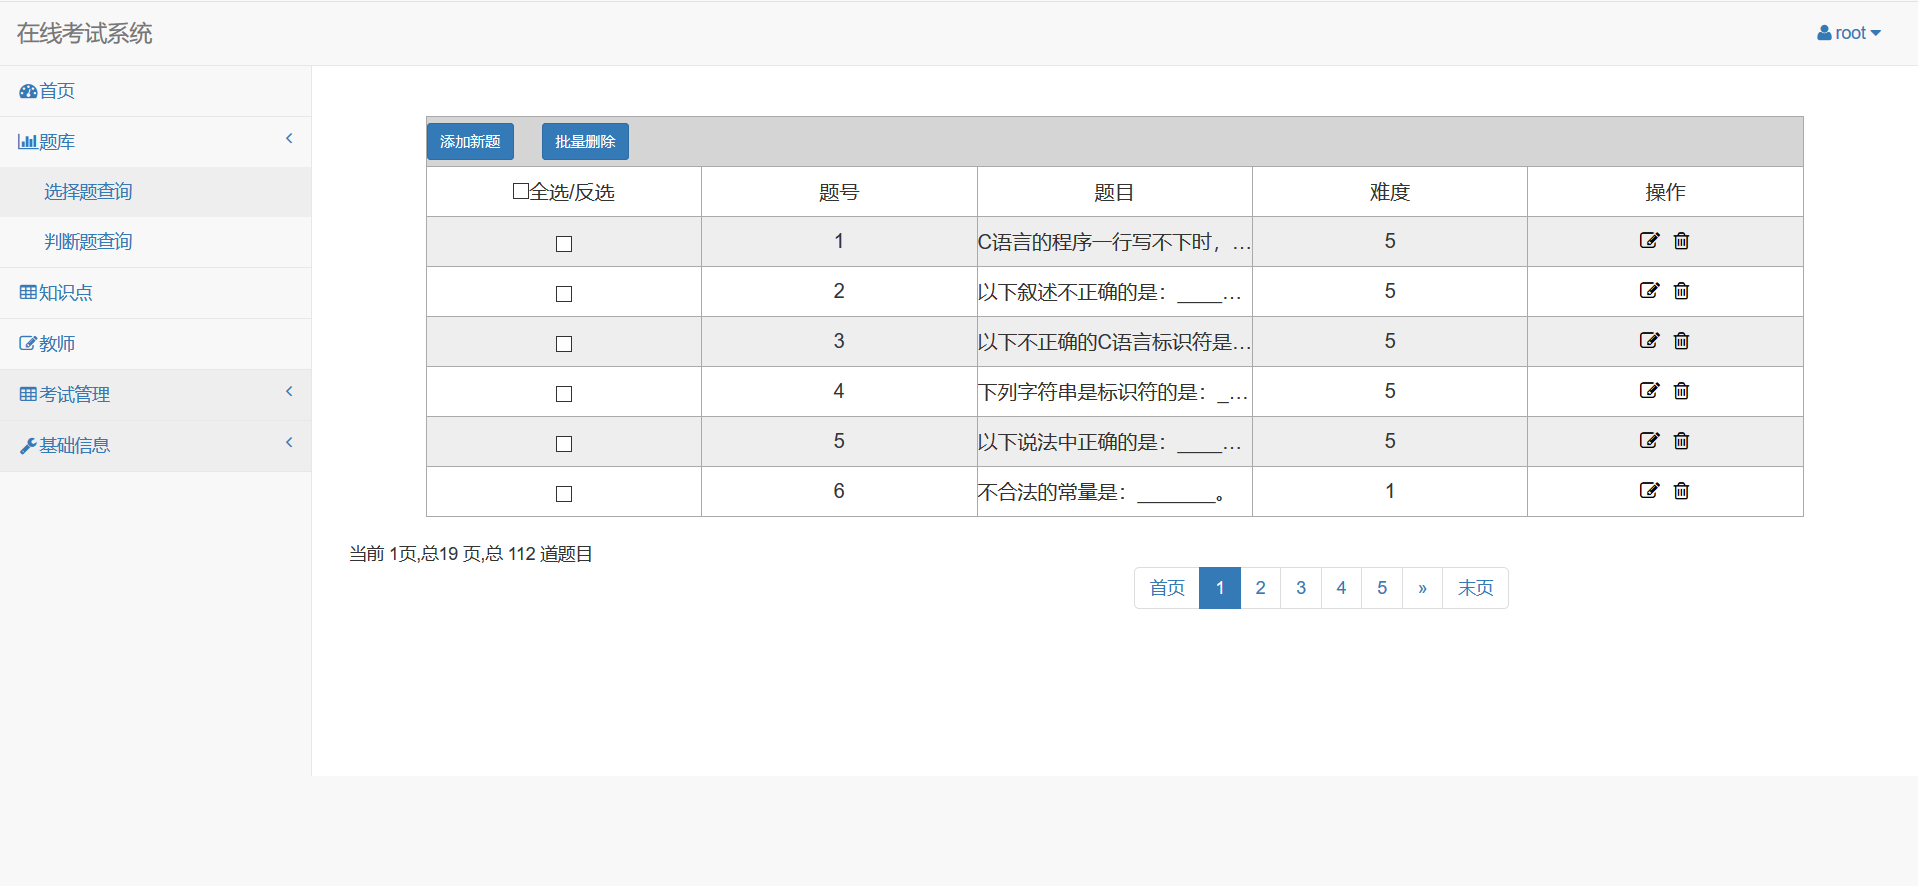 在线考试系统
root
首页
题库
选择题查询
判断题查询
知识点
教师
考试管理
基础信息
添加新题 批量删除
全选/反选 题号 题目 难度 操作
1 C语言的程序一行写不下时，… 5
2 以下叙述不正确的是：____… 5
3 以下不正确的C语言标识符是… 5
4 下列字符串是标识符的是：_… 5
5 以下说法中正确的是：____… 5
6 不合法的常量是：_______。 1
当前 1页,总19 页,总 112 道题目
首页 1 2 3 4 5 » 末页